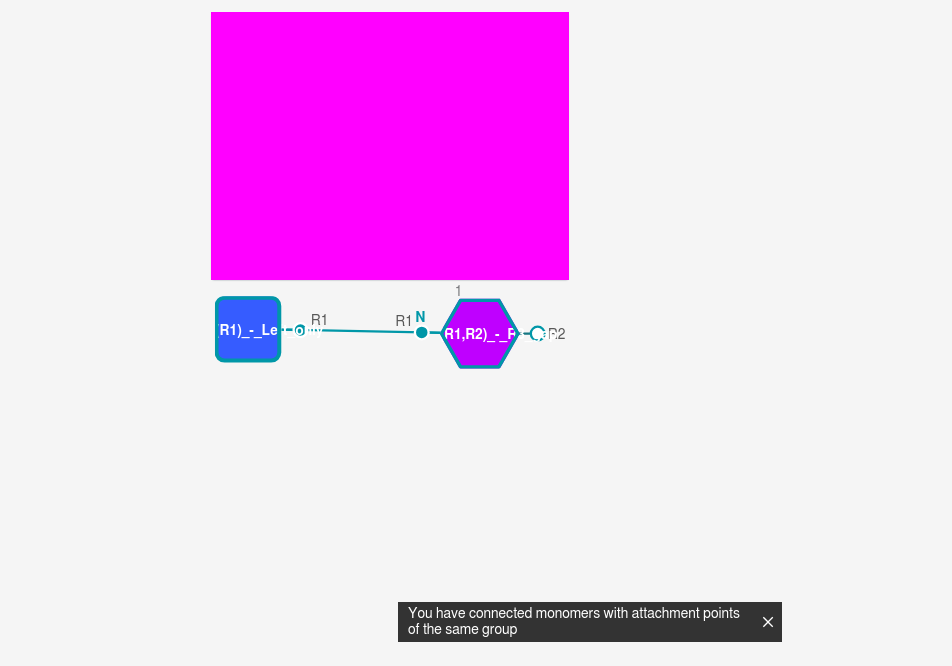 1
R1)_-_Le
R1
R1
N
R1,R2)_-_R
R2
You have connected monomers with attachment points
of the same group